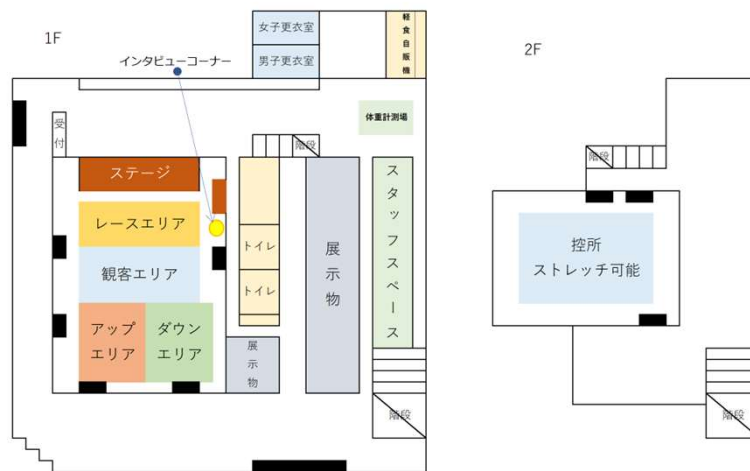 1F
女子更衣室
男子更衣室
軽食自販機
インタビューコーナー
体重計測場
受付
階段
ステージ
レースエリア
観客エリア
アップ
エリア
ダウン
エリア
トイレ
トイレ
展示物
展示物
スタッフスペース
階段
2F
階段
控所
ストレッチ可能
階段